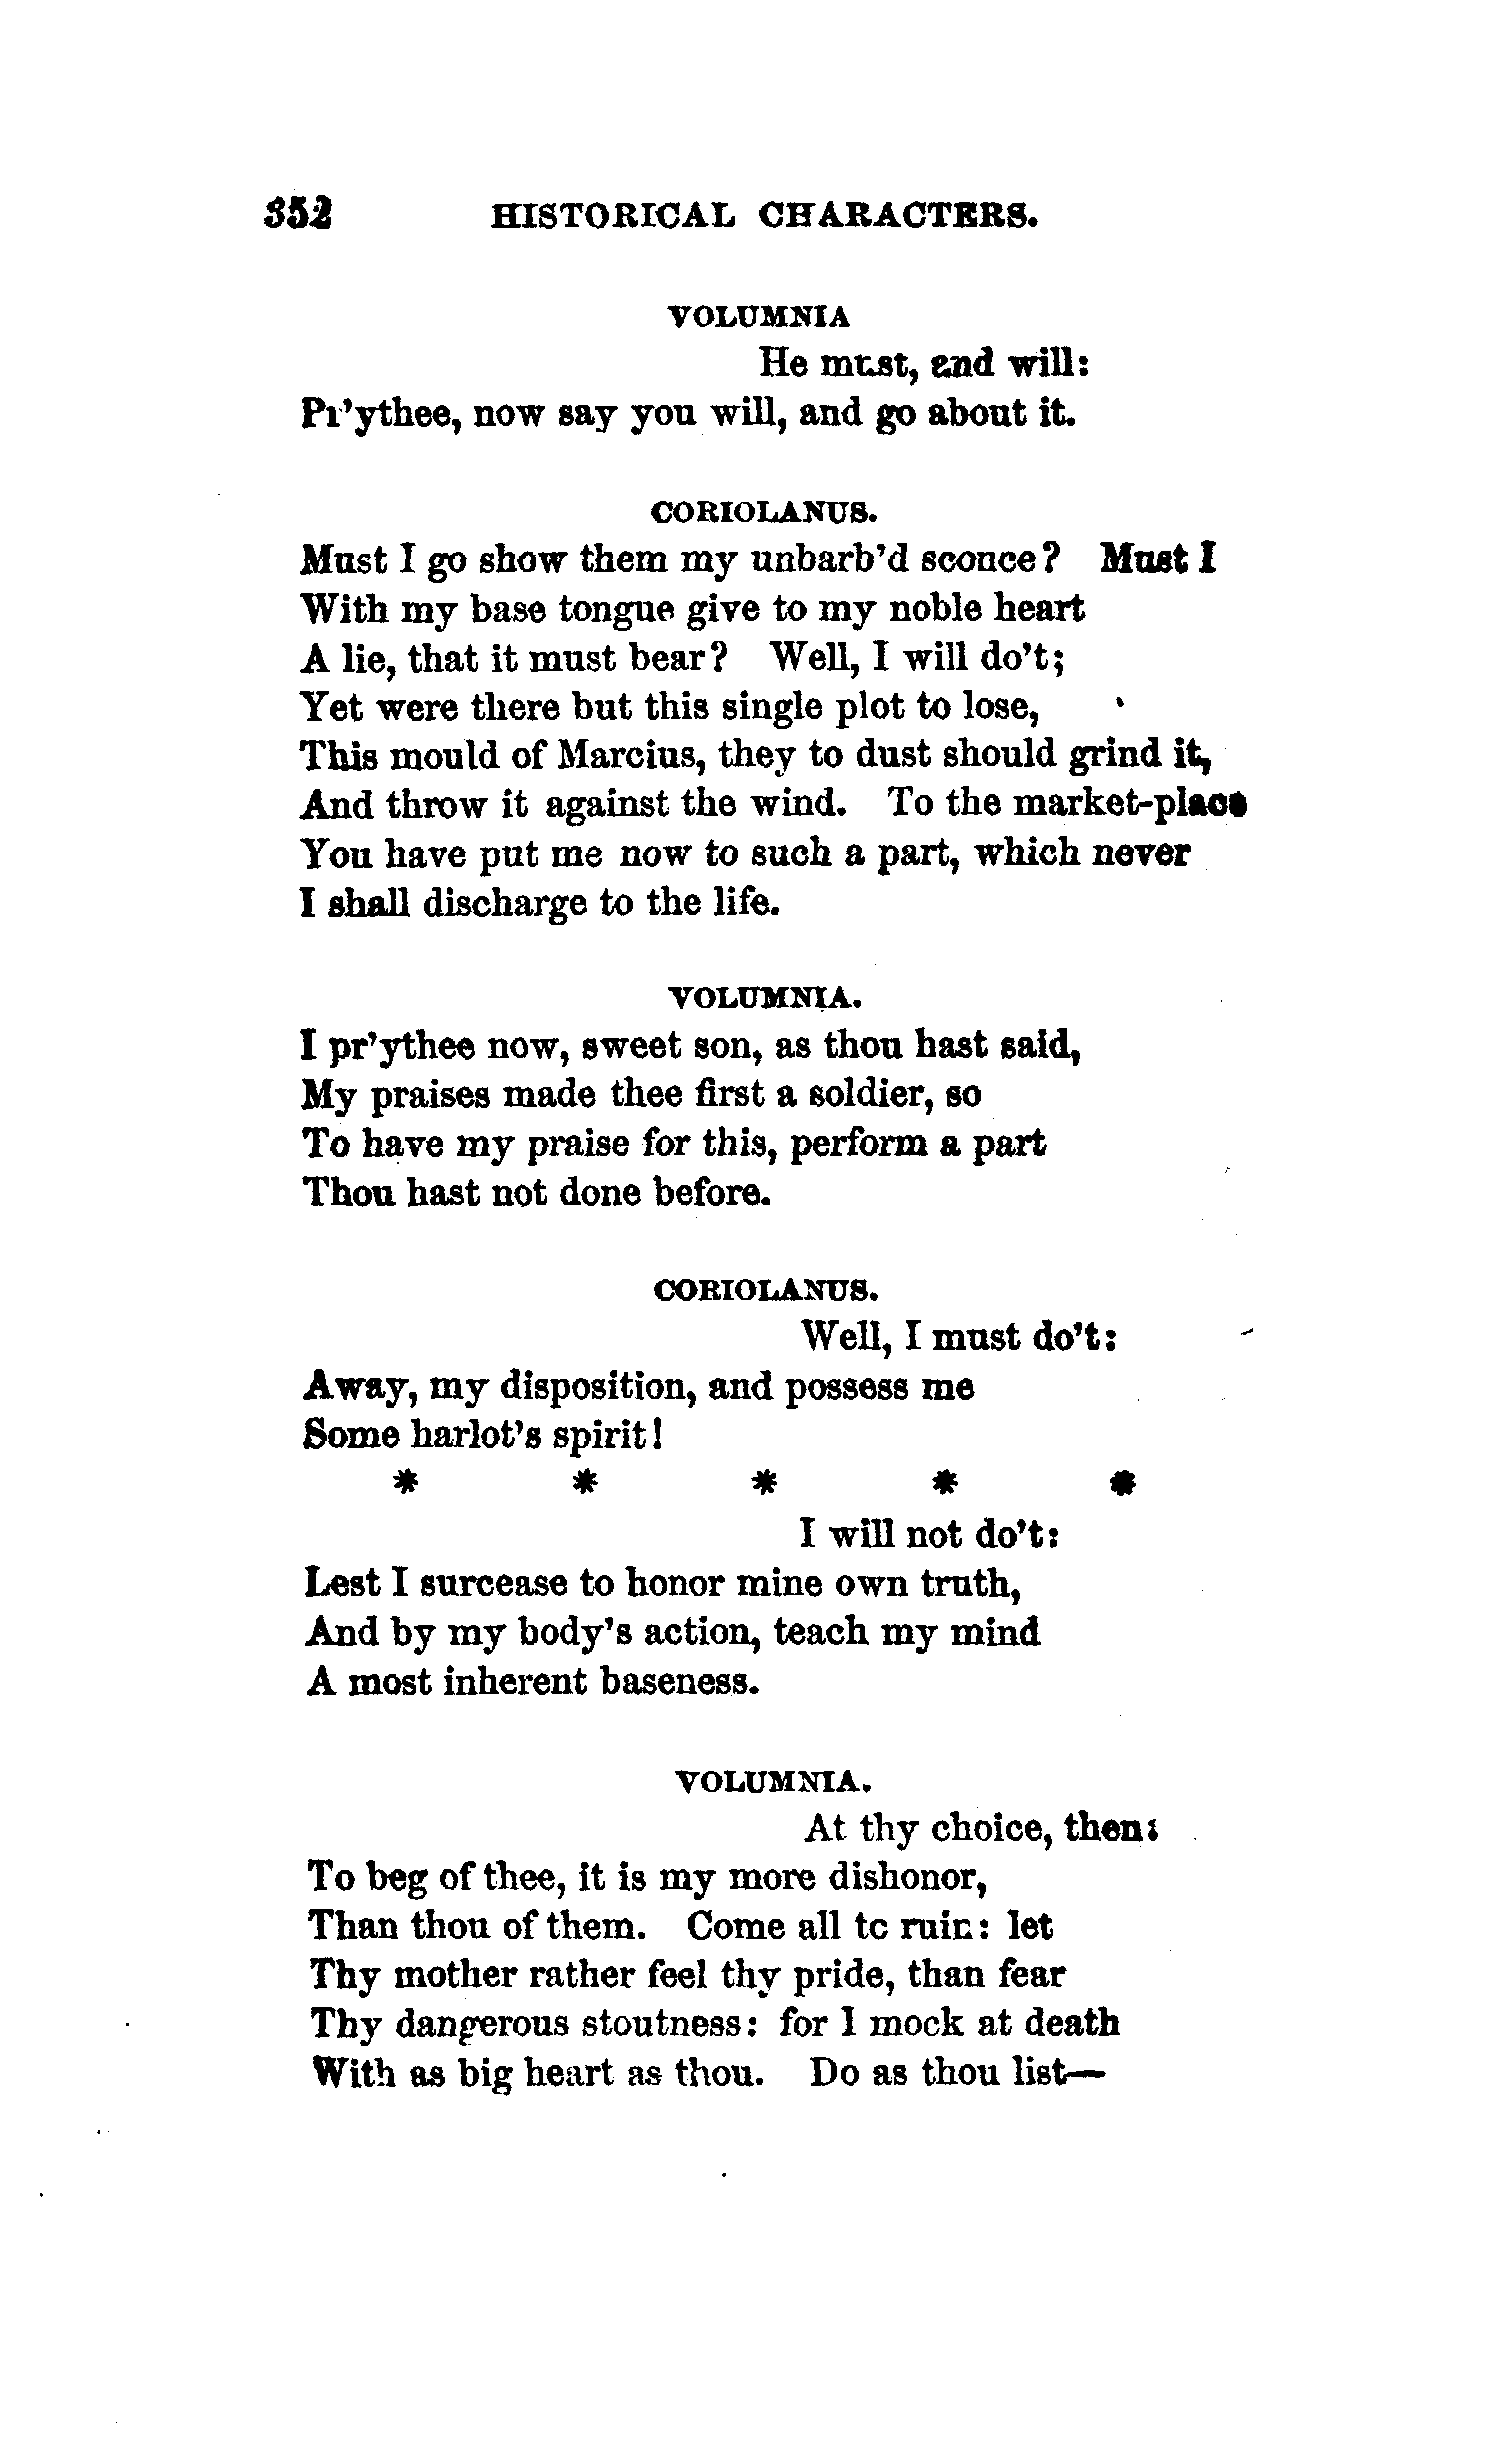 352 HISTORICAL CHARACTERS.
VOLUMNIA
He must, and will:
Pr'ythee, now say you will, and go about it.
CORIOLANUS.
Must I go show them my unbarb'd sconce? Must I
With my base tongue give to my noble heart
A lie, that it must bear? Well, I will do't;
Yet were there but this single plot to lose,
This mould of Marcius, they to dust should grind it,
And throw it against the wind. To the market-place
You have put me now to such a part, which never
I shall discharge to the life.
VOLUMNIA.
I pr'ythee now, sweet son, as thou hast said,
My praises made thee first a soldier, so
To have my praise for this, perform a part
Thou hast not done before.
CORIOLANUS.
Well, I must do't:
Away, my disposition, and possess me
Some harlot's spirit!
* * * * *
I will not do't:
Lest I surcease to honor mine own truth,
And by my body's action, teach my mind
A most inherent baseness.
VOLUMNIA.
At thy choice, then:
To beg of thee, it is my more dishonor,
Than thou of them. Come all to ruin: let
Thy mother rather feel thy pride, than fear
Thy dangerous stoutness: for I mock at death
With as big heart as thou. Do as thou list—